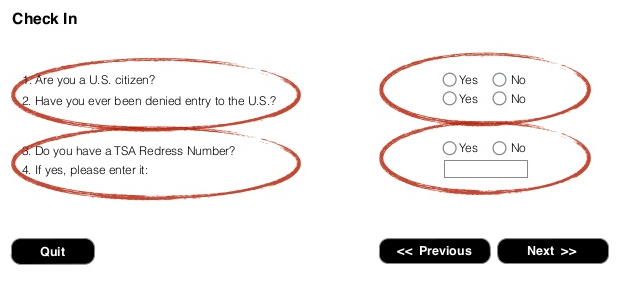 Check In
1. Are you a U.S. citizen? Yes No
2. Have you ever been denied entry to the U.S.? Yes No
3. Do you have a TSA Redress Number? Yes No
4. If yes, please enter it:
Quit << Previous Next >>